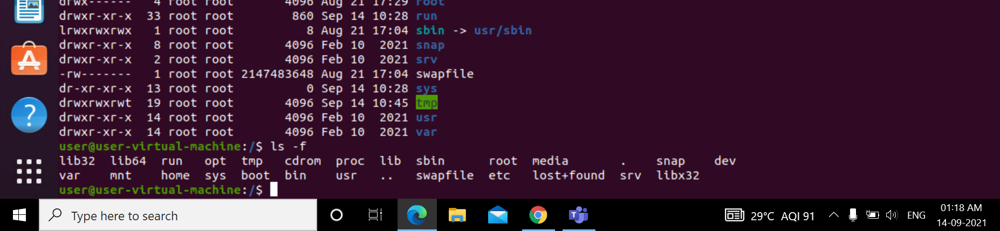 drwx------   4 root root       4096 Aug 21 17:29 root
drwxr-xr-x  33 root root        860 Sep 14 10:28 run
lrwxrwxrwx   1 root root          8 Aug 21 17:04 sbin -> usr/sbin
drwxr-xr-x   8 root root       4096 Feb 10  2021 snap
drwxr-xr-x   2 root root       4096 Feb 10  2021 srv
-rw-------   1 root root 2147483648 Aug 21 17:04 swapfile
dr-xr-xr-x  13 root root          0 Sep 14 10:28 sys
drwxrwxrwt  19 root root       4096 Sep 14 10:45 tmp
drwxr-xr-x  14 root root       4096 Feb 10  2021 usr
drwxr-xr-x  14 root root       4096 Feb 10  2021 var
user@user-virtual-machine:/$ ls -f
lib32  lib64  run   opt  tmp   cdrom  proc  lib  sbin      root  media       .    snap    dev
var    mnt    home  sys  boot  bin    usr   ..   swapfile  etc   lost+found  srv  libx32
user@user-virtual-machine:/$
Type here to search
29°C AQI 91
ENG
01:18 AM
14-09-2021